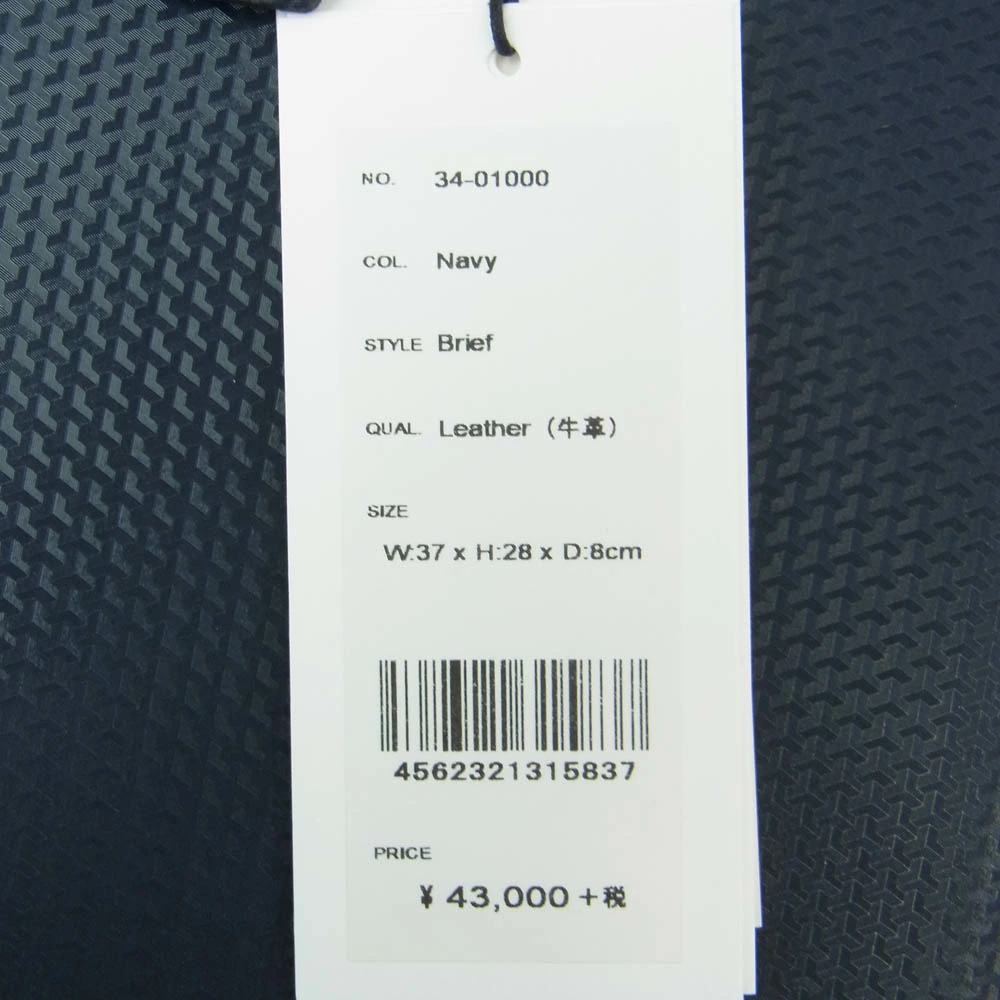 NO. 34-01000
COL. Navy
STYLE Brief
QUAL. Leather (牛革)
SIZE
W:37 x H:28 x D:8cm
4562321315837
PRICE
¥ 43,000 +税